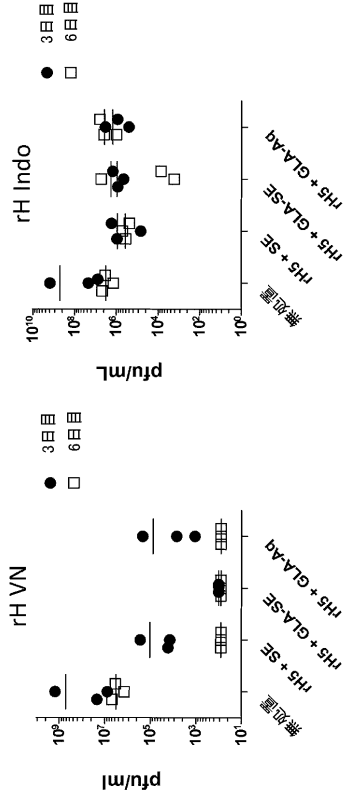 rH VN
● 3日目
□ 6日目
pfu/ml
10⁹
10⁷
10⁵
10³
10¹
無処置
rH5 + SE
rH5 + GLA-SE
rH5 + GLA-Aq
rH Indo
● 3日目
□ 6日目
pfu/mL
10¹⁰
10⁸
10⁶
10⁴
10²
10⁰
無処置
rH5 + SE
rH5 + GLA-SE
rH5 + GLA-Aq